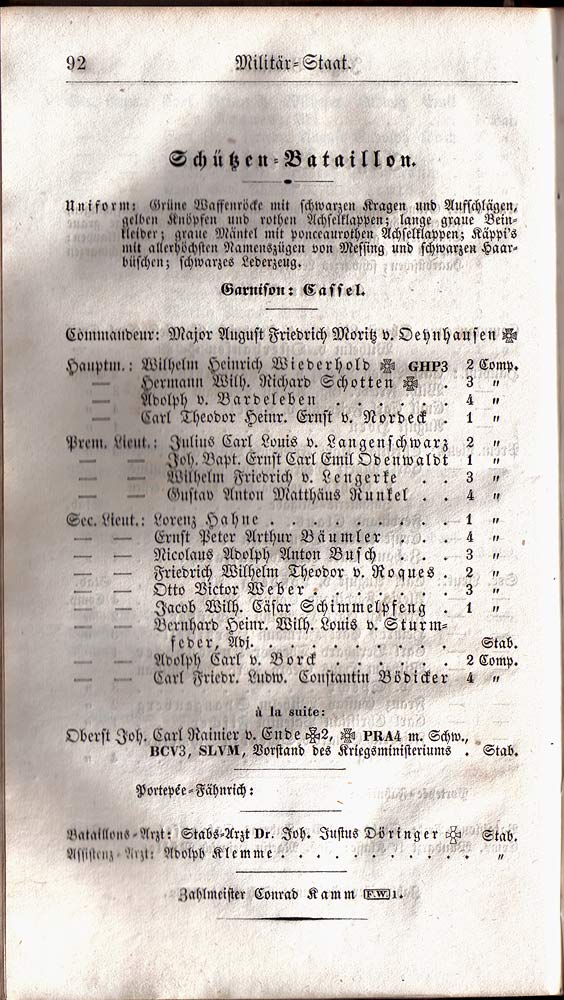 92 Militär-Staat.
Schützen-Bataillon.
Uniform: Grüne Waffenröcke mit schwarzen Kragen und Aufschlägen,
gelben Knöpfen und rothen Achselklappen; lange graue Bein-
kleider; graue Mäntel mit ponceaurothen Achselklappen; Käppi's
mit allerhöchsten Namenszügen von Messing und schwarzen Haar-
büschen; schwarzes Lederzeug.
Garnison: Cassel.
Commandeur: Major August Friedrich Moritz v. Oeynhausen
Hauptm.: Wilhelm Heinrich Wiederhold GHP3 2 Comp.
— Hermann Wilh. Richard Schotten . 3 „
— Adolph v. Bardeleben . . . . . . 4 „
— Carl Theodor Heinr. Ernst v. Nordeck . 1 „
Prem. Lieut.: Julius Carl Louis v. Langenschwarz 2 „
— — Joh. Bapt. Ernst Carl Emil Odenwaldt 1 „
— — Wilhelm Friedrich v. Lengerke . . 3 „
— — Gustav Anton Matthäus Runkel . . 4 „
Sec. Lieut.: Lorenz Hahne . . . . . . . . . 1 „
— — Ernst Peter Arthur Bäumler . . . 4 „
— — Nicolaus Adolph Anton Busch . . . 3 „
— — Friedrich Wilhelm Theodor v. Roques . 2 „
— — Otto Victor Weber . . . . . . . 3 „
— — Jacob Wilh. Cäsar Schimmelpfeng . 1 „
— — Bernhard Heinr. Wilh. Louis v. Sturm-
feder, Adj. . . . . . . . . . Stab.
— — Adolph Carl v. Borck . . . . . . 2 Comp.
— — Carl Friedr. Ludw. Constantin Bödicker 4 „
à la suite:
Oberst Joh. Carl Rainier v. Ende 2, PRA4 m. Schw.,
BCV3, SLVM, Vorstand des Kriegsministeriums . Stab.
Portepée-Fähnrich:
Bataillons-Arzt: Stabs-Arzt Dr. Joh. Justus Döringer Stab.
Assistenz-Arzt: Adolph Klemme . . . . . . . . . . „
Zahlmeister Conrad Kamm F.W.1.